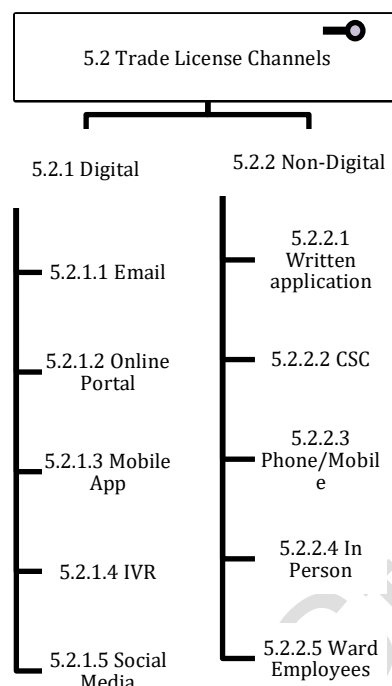 5.2 Trade License Channels
5.2.1 Digital
5.2.1.1 Email
5.2.1.2 Online
Portal
5.2.1.3 Mobile
App
5.2.1.4 IVR
5.2.1.5 Social
Media
5.2.2 Non-Digital
5.2.2.1
Written
application
5.2.2.2 CSC
5.2.2.3
Phone/Mobil
e
5.2.2.4 In
Person
5.2.2.5 Ward
Employees